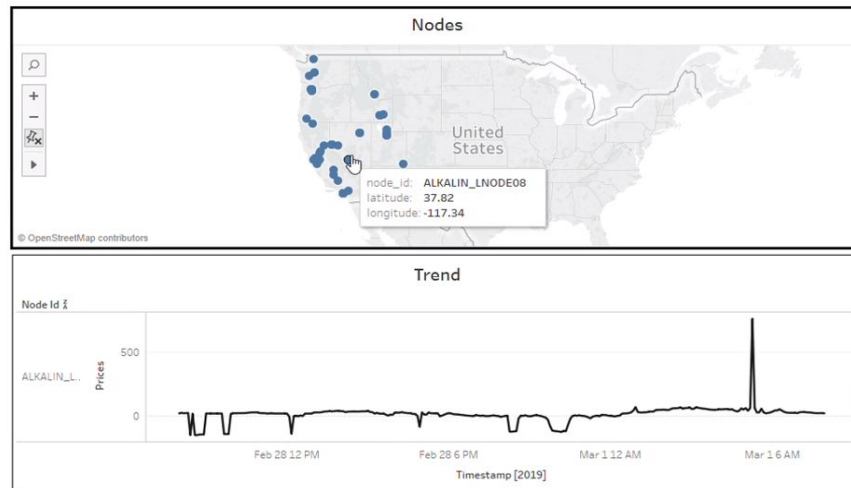 Nodes
United
States
node_id: ALKALIN_LNODE08
latitude: 37.82
longitude: -117.34
© OpenStreetMap contributors
Trend
Node Id
ALKALIN_L..
Prices
500
0
Feb 28 12 PM
Feb 28 6 PM
Mar 1 12 AM
Mar 1 6 AM
Timestamp [2019]